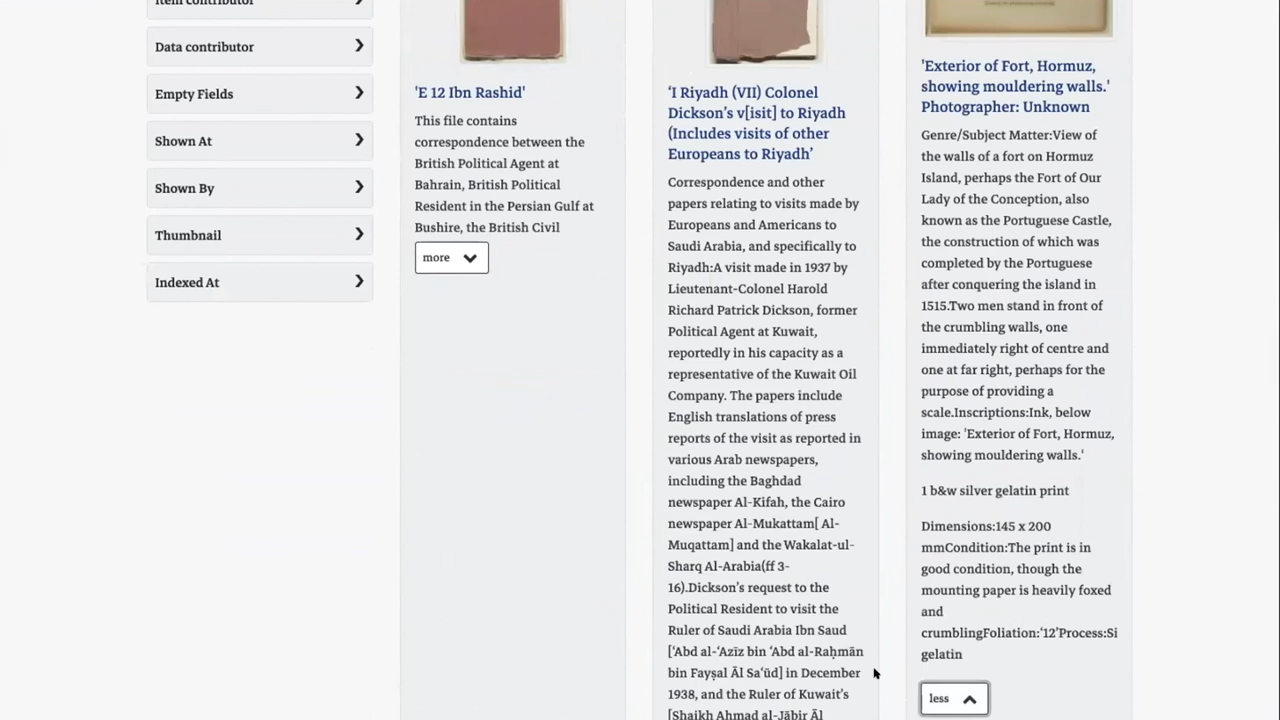 Item contributor
Data contributor
Empty Fields
Shown At
Shown By
Thumbnail
Indexed At
'E 12 Ibn Rashid'
This file contains
correspondence between the
British Political Agent at
Bahrain, British Political
Resident in the Persian Gulf at
Bushire, the British Civil
more
‘I Riyadh (VII) Colonel
Dickson’s v[isit] to Riyadh
(Includes visits of other
Europeans to Riyadh’
Correspondence and other
papers relating to visits made by
Europeans and Americans to
Saudi Arabia, and specifically to
Riyadh:A visit made in 1937 by
Lieutenant-Colonel Harold
Richard Patrick Dickson, former
Political Agent at Kuwait,
reportedly in his capacity as a
representative of the Kuwait Oil
Company. The papers include
English translations of press
reports of the visit as reported in
various Arab newspapers,
including the Baghdad
newspaper Al-Kifah, the Cairo
newspaper Al-Mukattam[ Al-
Muqattam] and the Wakalat-ul-
Sharq Al-Arabia(ff 3-
16).Dickson’s request to the
Political Resident to visit the
Ruler of Saudi Arabia Ibn Saud
[‘Abd al-‘Azīz bin ‘Abd al-Raḥmān
bin Fayṣal Āl Sa‘ūd] in December
1938, and the Ruler of Kuwait’s
[Shaikh Ahmad al-Jābir Āl
'Exterior of Fort, Hormuz,
showing mouldering walls.'
Photographer: Unknown
Genre/Subject Matter:View of
the walls of a fort on Hormuz
Island, perhaps the Fort of Our
Lady of the Conception, also
known as the Portuguese Castle,
the construction of which was
completed by the Portuguese
after conquering the island in
1515.Two men stand in front of
the crumbling walls, one
immediately right of centre and
one at far right, perhaps for the
purpose of providing a
scale.Inscriptions:Ink, below
image: 'Exterior of Fort, Hormuz,
showing mouldering walls.'
1 b&w silver gelatin print
Dimensions:145 x 200
mmCondition:The print is in
good condition, though the
mounting paper is heavily foxed
and
crumblingFoliation:‘12’Process:Si
gelatin
less